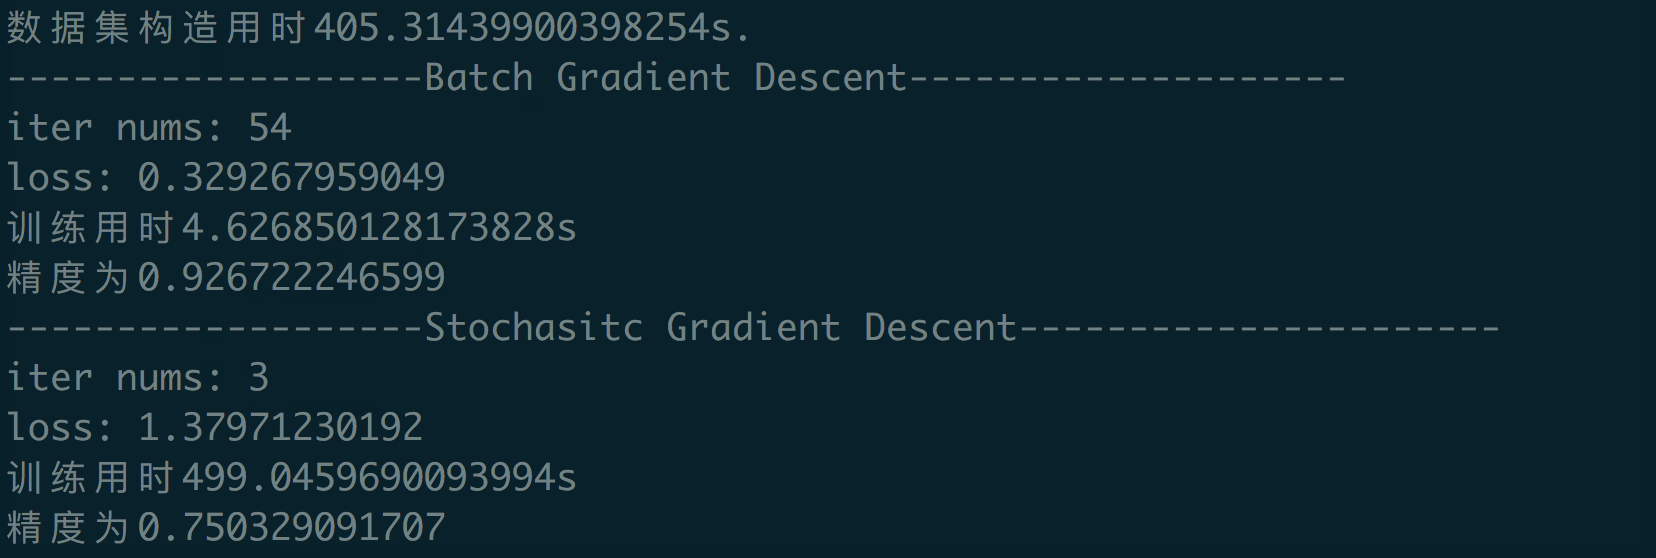 数据集构造用时405.31439900398254s.
-------------------Batch Gradient Descent--------------------
iter nums: 54
loss: 0.329267959049
训练用时4.626850128173828s
精度为0.926722246599
-------------------Stochasitc Gradient Descent----------------------
iter nums: 3
loss: 1.37971230192
训练用时499.0459690093994s
精度为0.750329091707